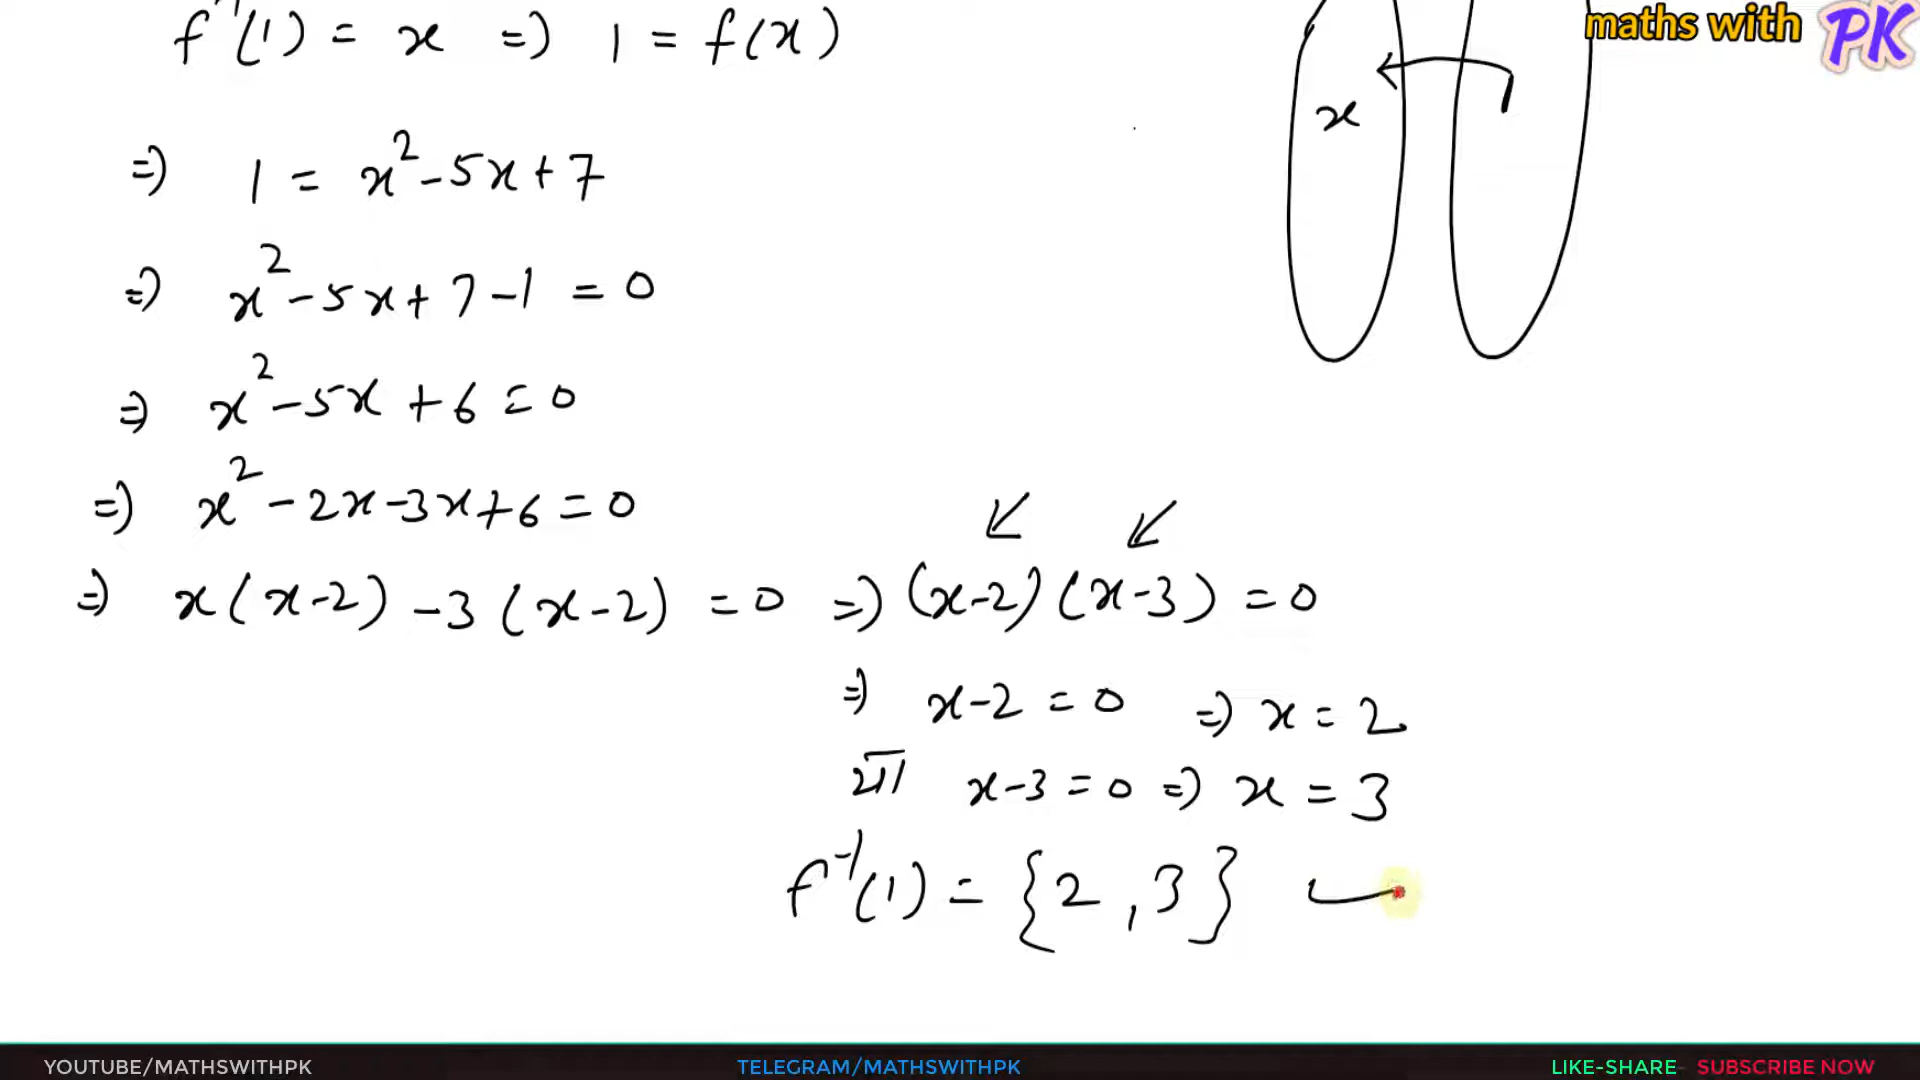 maths with PK
f⁻¹(1) = x ⇒ 1 = f(x)
x
1
⇒ 1 = x² - 5x + 7
⇒ x² - 5x + 7 - 1 = 0
⇒ x² - 5x + 6 = 0
⇒ x² - 2x - 3x + 6 = 0
⇒ x(x-2) - 3(x-2) = 0 ⇒ (x-2)(x-3) = 0
⇒ x-2 = 0 ⇒ x = 2
या x-3 = 0 ⇒ x = 3
f⁻¹(1) = {2, 3}
YOUTUBE/MATHSWITHPK TELEGRAM/MATHSWITHPK LIKE-SHARE- SUBSCRIBE NOW